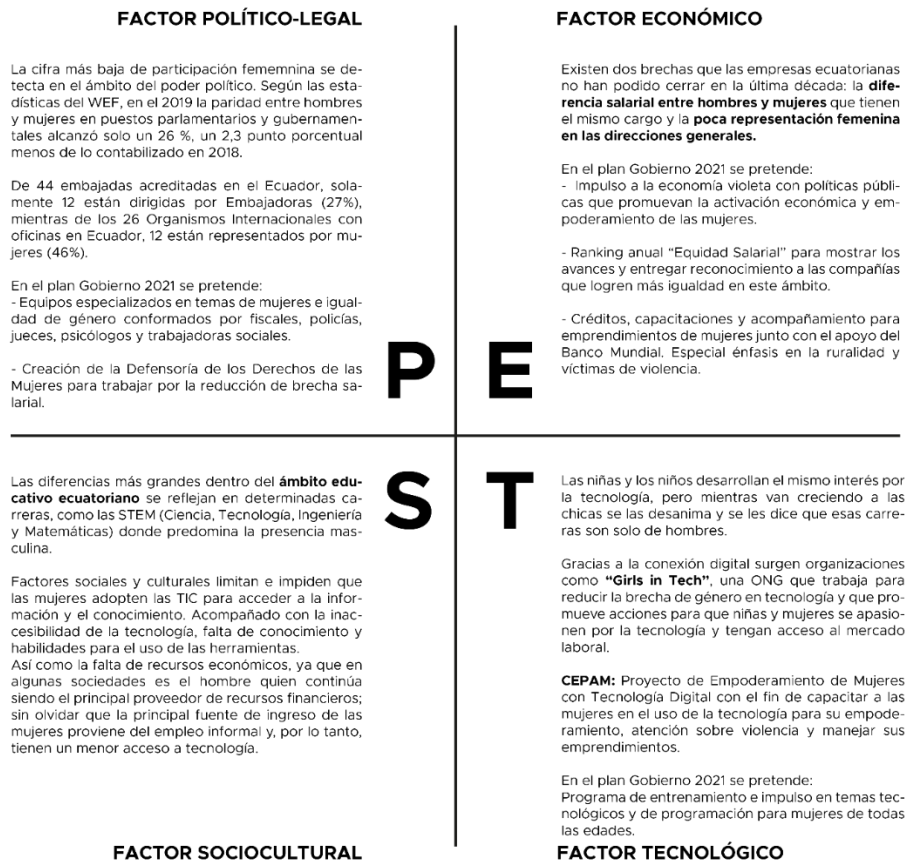 FACTOR POLÍTICO-LEGAL
La cifra más baja de participación fememnina se de-
tecta en el ámbito del poder político. Según las esta-
dísticas del WEF, en el 2019 la paridad entre hombres
y mujeres en puestos parlamentarios y gubernamen-
tales alcanzó solo un 26 %, un 2,3 punto porcentual
menos de lo contabilizado en 2018.
De 44 embajadas acreditadas en el Ecuador, sola-
mente 12 están dirigidas por Embajadoras (27%),
mientras de los 26 Organismos Internacionales con
oficinas en Ecuador, 12 están representados por mu-
jeres (46%).
En el plan Gobierno 2021 se pretende:
- Equipos especializados en temas de mujeres e igual-
dad de género conformados por fiscales, policías,
jueces, psicólogos y trabajadoras sociales.
- Creación de la Defensoría de los Derechos de las
Mujeres para trabajar por la reducción de brecha sa-
larial.
P
FACTOR ECONÓMICO
Existen dos brechas que las empresas ecuatorianas
no han podido cerrar en la última década: la dife-
rencia salarial entre hombres y mujeres que tienen
el mismo cargo y la poca representación femenina
en las direcciones generales.
En el plan Gobierno 2021 se pretende:
- Impulso a la economía violeta con políticas públi-
cas que promuevan la activación económica y em-
poderamiento de las mujeres.
- Ranking anual “Equidad Salarial” para mostrar los
avances y entregar reconocimiento a las compañías
que logren más igualdad en este ámbito.
- Créditos, capacitaciones y acompañamiento para
emprendimientos de mujeres junto con el apoyo del
Banco Mundial. Especial énfasis en la ruralidad y
víctimas de violencia.
E
S
Las diferencias más grandes dentro del ámbito edu-
cativo ecuatoriano se reflejan en determinadas ca-
rreras, como las STEM (Ciencia, Tecnología, Ingeniería
y Matemáticas) donde predomina la presencia mas-
culina.
Factores sociales y culturales limitan e impiden que
las mujeres adopten las TIC para acceder a la infor-
mación y el conocimiento. Acompañado con la inac-
cesibilidad de la tecnología, falta de conocimiento y
habilidades para el uso de las herramientas.
Así como la falta de recursos económicos, ya que en
algunas sociedades es el hombre quien continúa
siendo el principal proveedor de recursos financieros;
sin olvidar que la principal fuente de ingreso de las
mujeres proviene del empleo informal y, por lo tanto,
tienen un menor acceso a tecnología.
FACTOR SOCIOCULTURAL
T
Las niñas y los niños desarrollan el mismo interés por
la tecnología, pero mientras van creciendo a las
chicas se las desanima y se les dice que esas carre-
ras son solo de hombres.
Gracias a la conexión digital surgen organizaciones
como “Girls in Tech”, una ONG que trabaja para
reducir la brecha de género en tecnología y que pro-
mueve acciones para que niñas y mujeres se apasio-
nen por la tecnología y tengan acceso al mercado
laboral.
CEPAM: Proyecto de Empoderamiento de Mujeres
con Tecnología Digital con el fin de capacitar a las
mujeres en el uso de la tecnología para su empode-
ramiento, atención sobre violencia y manejar sus
emprendimientos.
En el plan Gobierno 2021 se pretende:
Programa de entrenamiento e impulso en temas tec-
nológicos y de programación para mujeres de todas
las edades.
FACTOR TECNOLÓGICO